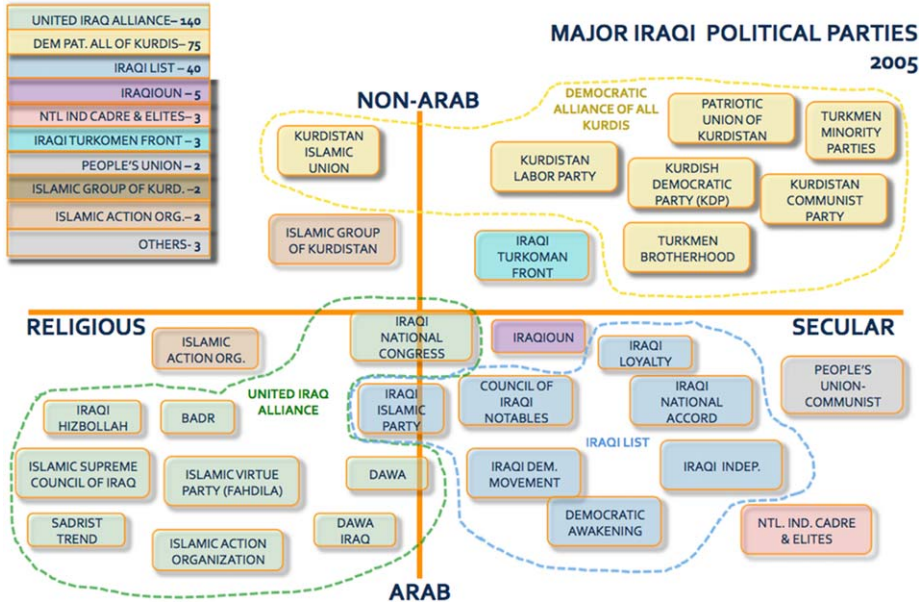 UNITED IRAQ ALLIANCE– 140
DEM PAT. ALL OF KURDIS– 75
IRAQI LIST – 40
IRAQIOUN – 5
NTL IND CADRE & ELITES– 3
IRAQI TURKOMEN FRONT – 3
PEOPLE'S UNION – 2
ISLAMIC GROUP OF KURD. –2
ISLAMIC ACTION ORG.– 2
OTHERS- 3
MAJOR IRAQI POLITICAL PARTIES
2005
NON-ARAB
DEMOCRATIC
ALLIANCE OF ALL
KURDIS
KURDISTAN
ISLAMIC
UNION
KURDISTAN
LABOR PARTY
PATRIOTIC
UNION OF
KURDISTAN
TURKMEN
MINORITY
PARTIES
KURDISH
DEMOCRATIC
PARTY (KDP)
KURDISTAN
COMMUNIST
PARTY
ISLAMIC GROUP
OF KURDISTAN
IRAQI
TURKOMAN
FRONT
TURKMEN
BROTHERHOOD
RELIGIOUS
SECULAR
ISLAMIC
ACTION ORG.
IRAQI
NATIONAL
CONGRESS
IRAQIOUN
IRAQI
LOYALTY
PEOPLE'S
UNION-
COMMUNIST
UNITED IRAQ
ALLIANCE
IRAQI
HIZBOLLAH
BADR
IRAQI
ISLAMIC
PARTY
COUNCIL OF
IRAQI
NOTABLES
IRAQI
NATIONAL
ACCORD
IRAQI LIST
ISLAMIC SUPREME
COUNCIL OF IRAQ
ISLAMIC VIRTUE
PARTY (FAHDILA)
DAWA
IRAQI DEM.
MOVEMENT
IRAQI INDEP.
SADRIST
TREND
ISLAMIC ACTION
ORGANIZATION
DAWA
IRAQ
DEMOCRATIC
AWAKENING
NTL. IND. CADRE
& ELITES
ARAB